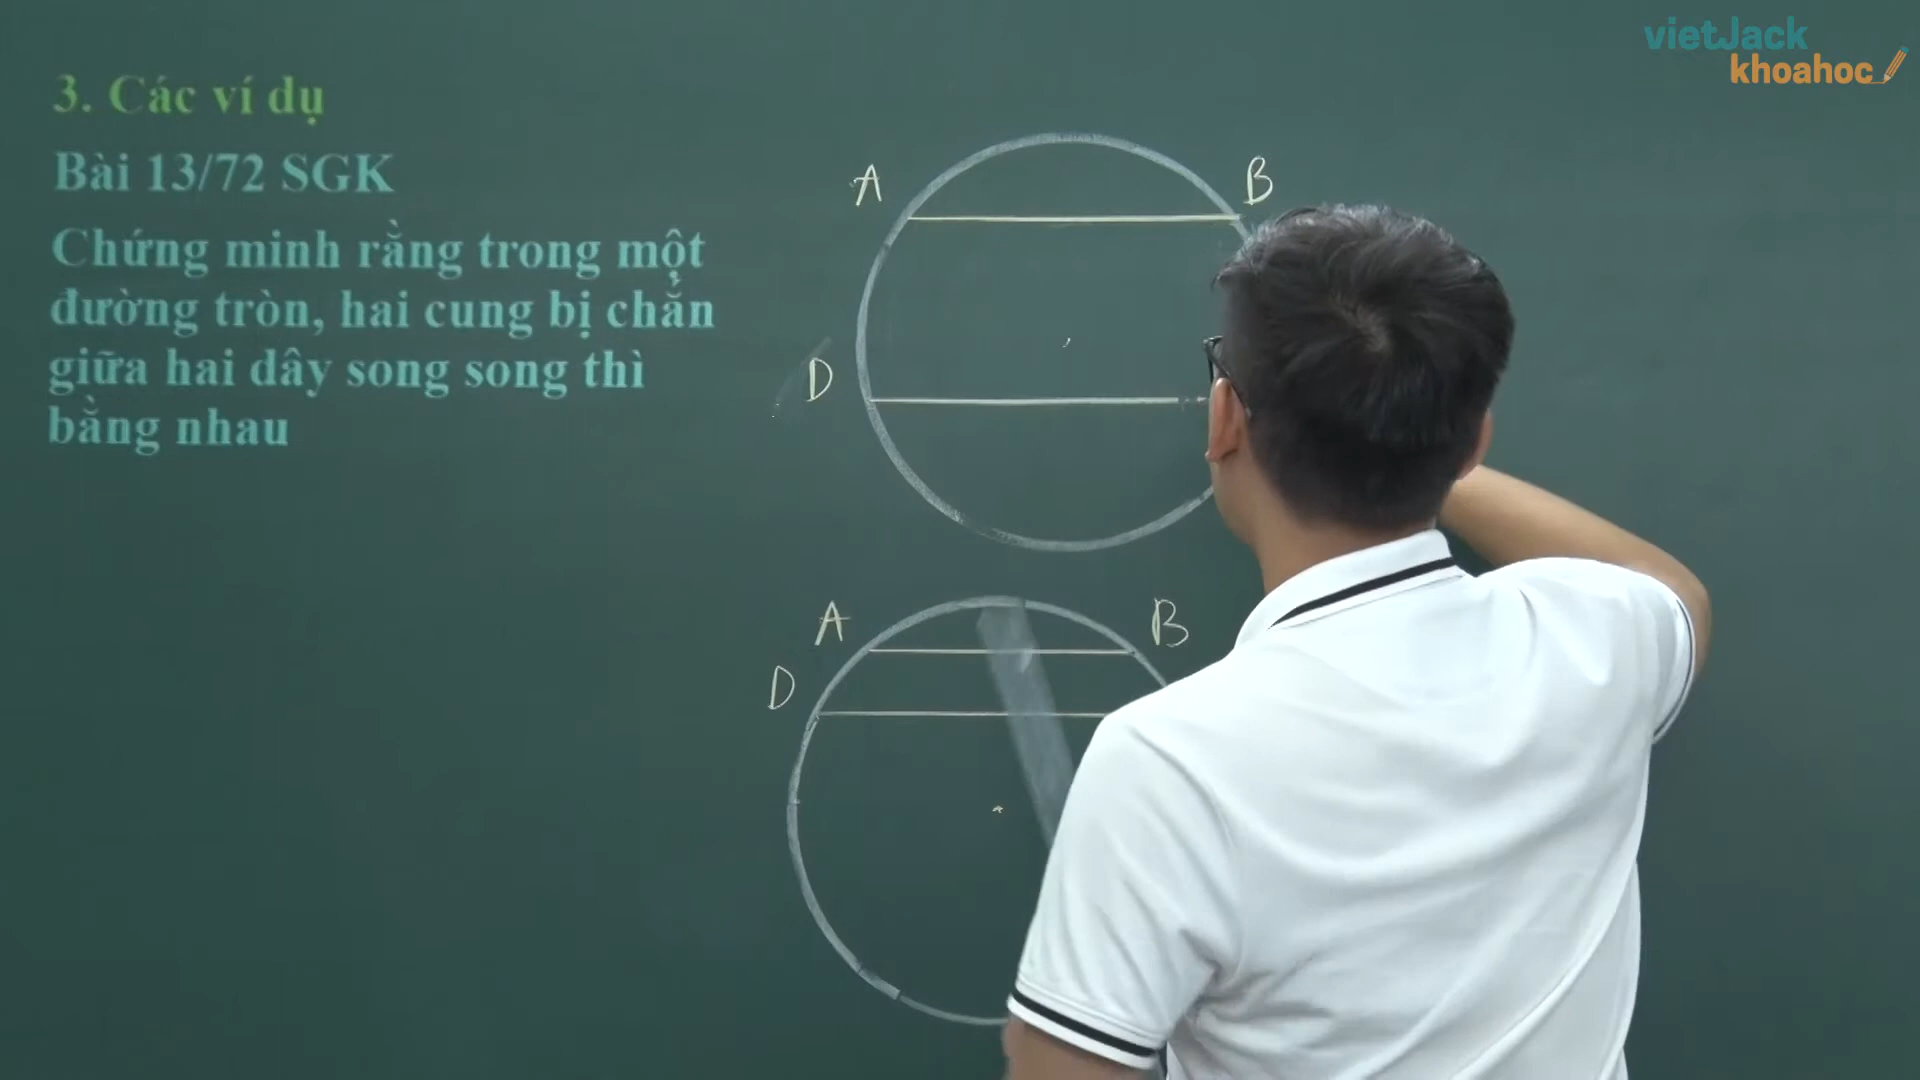 vietJack
khoahoc
3. Các ví dụ
Bài 13/72 SGK
Chứng minh rằng trong một
đường tròn, hai cung bị chắn
giữa hai dây song song thì
bằng nhau
A
B
D
A
B
D